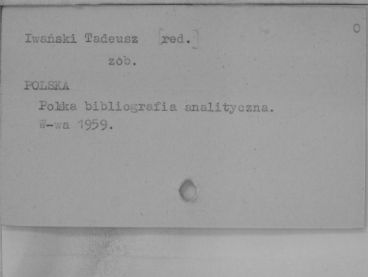 O
Iwański Tadeusz [red.]
zob.
POLSKA
Polska bibliografia analityczna.
W-wa 1959.